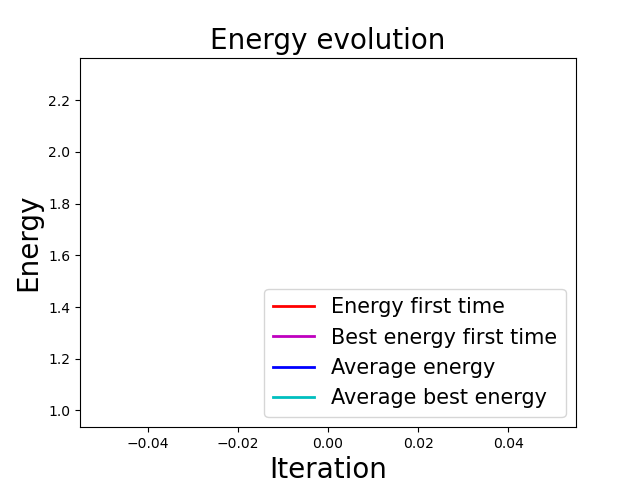 Energy evolution
Energy
2.2
2.0
1.8
1.6
1.4
1.2
1.0
Energy first time
Best energy first time
Average energy
Average best energy
−0.04 −0.02 0.00 0.02 0.04
Iteration